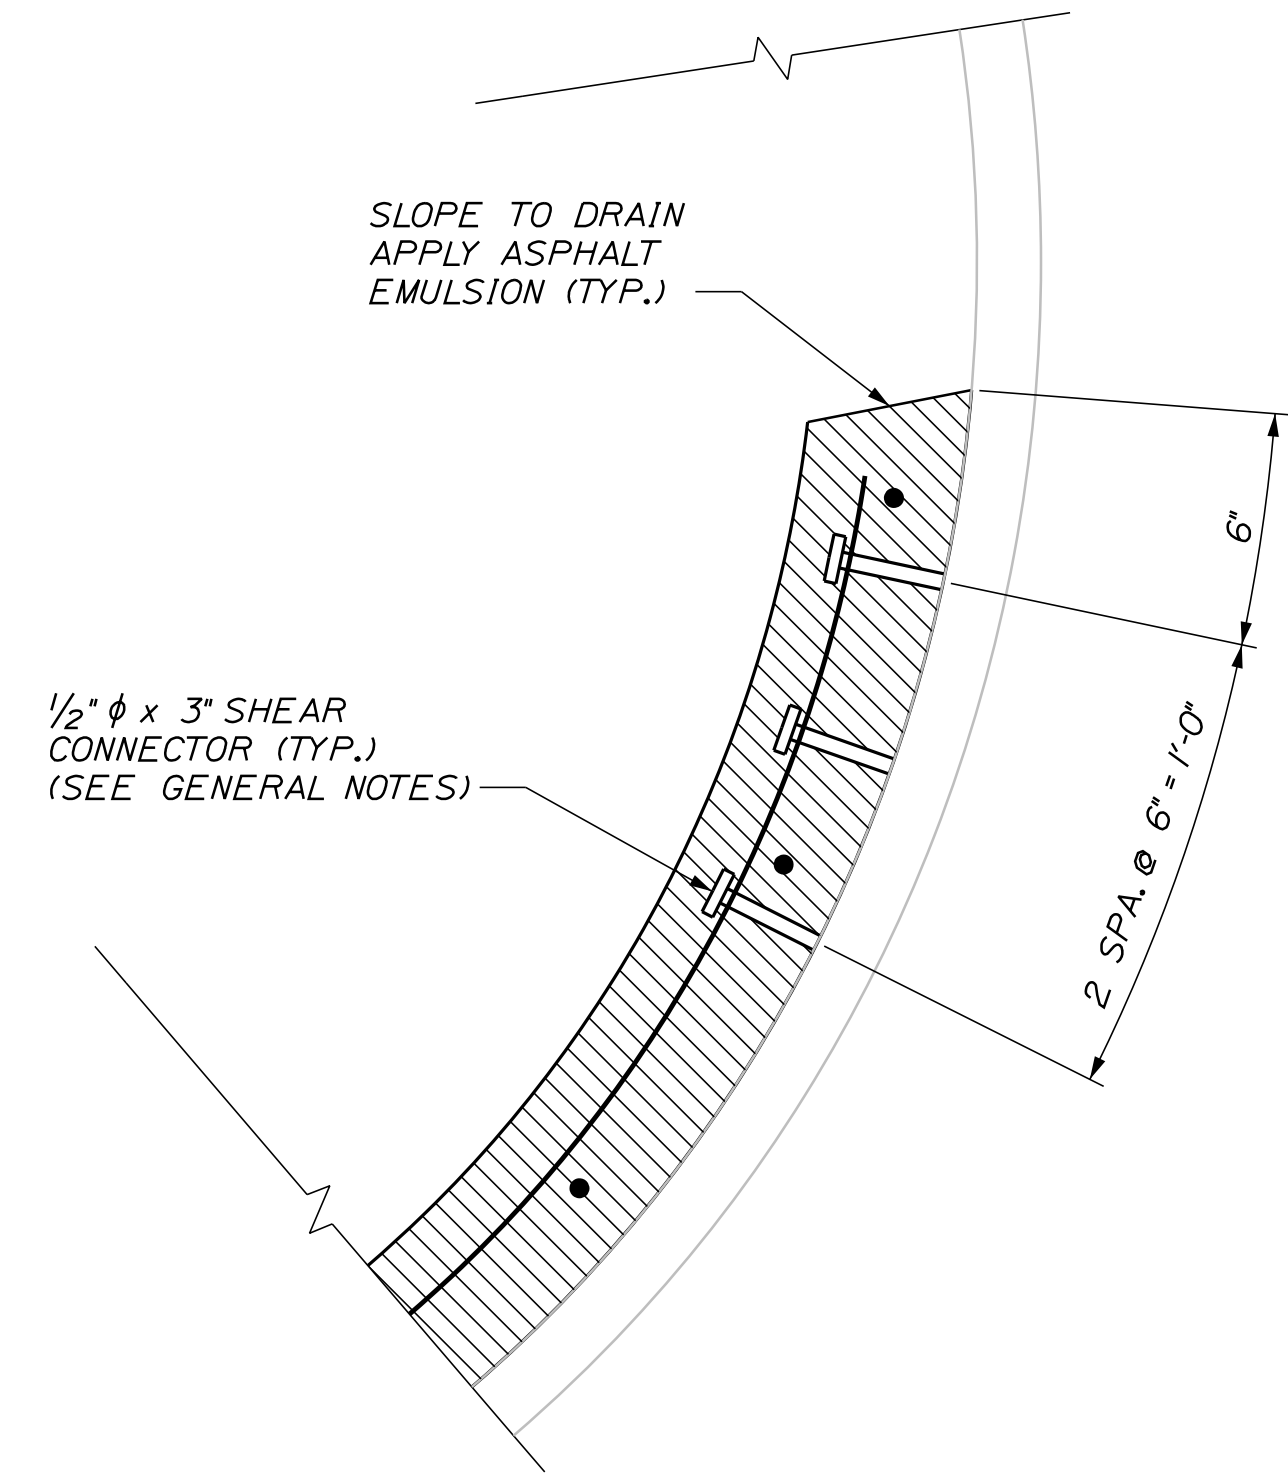 SLOPE TO DRAIN
APPLY ASPHALT
EMULSION (TYP.)
6"
1/2" ϕ x 3" SHEAR
CONNECTOR (TYP.)
(SEE GENERAL NOTES)
2 SPA. @ 6" = 1'-0"